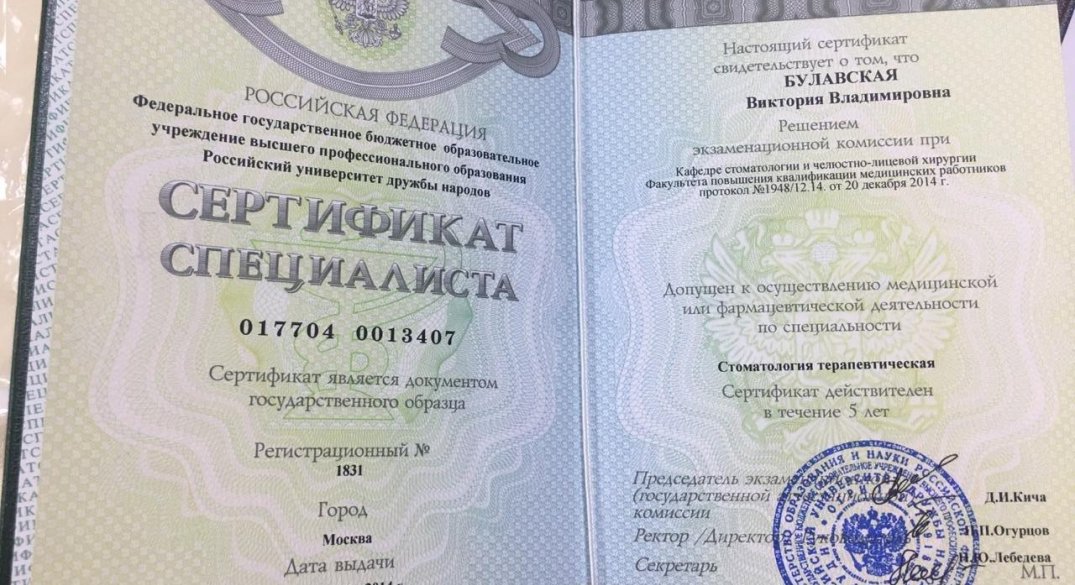 РОССИЙСКАЯ ФЕДЕРАЦИЯ
Федеральное государственное бюджетное образовательное
учреждение высшего профессионального образования
Российский университет дружбы народов
СЕРТИФИКАТ
СПЕЦИАЛИСТА
017704 0013407
Сертификат является документом
государственного образца
Регистрационный №
1831
Город
Москва
Дата выдачи
Настоящий сертификат
свидетельствует о том, что
БУЛАВСКАЯ
Виктория Владимировна
Решением
экзаменационной комиссии при
Кафедре стоматологии и челюстно-лицевой хирургии
Факультета повышения квалификации медицинских работников
протокол №1948/12.14. от 20 декабря 2014 г.
Допущен к осуществлению медицинской
или фармацевтической деятельности
по специальности
Стоматология терапевтическая
Сертификат действителен
в течение 5 лет
Председатель
(государственной
комиссии
Д.И.Кича
Ректор
Огурцов
Секретарь
Лебедева
М.П.